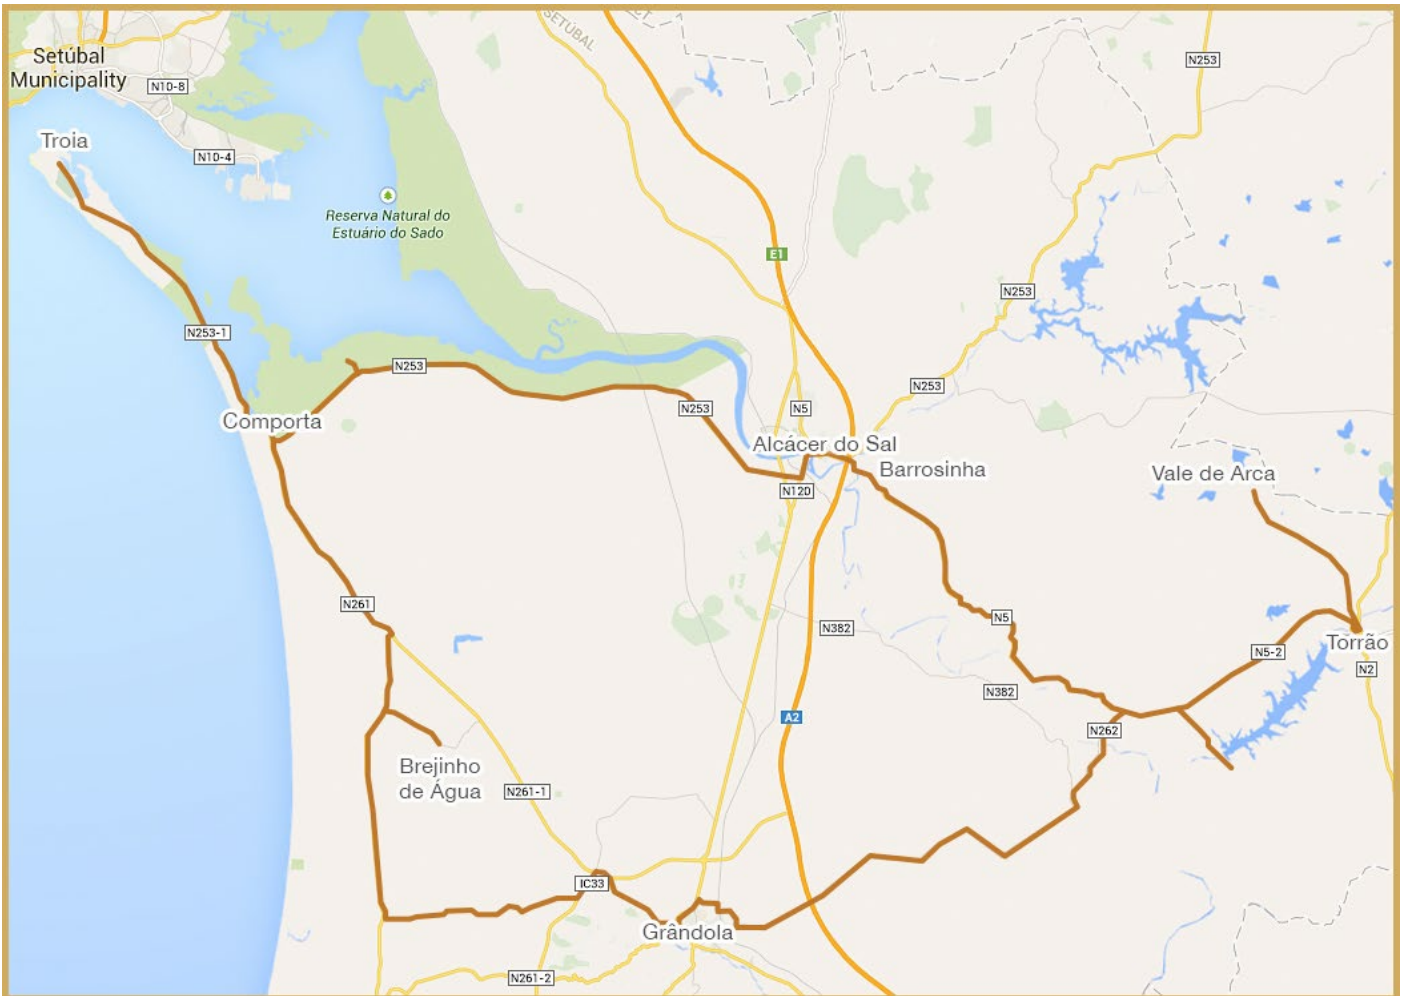 CT
SETÚBAL
Setúbal
Municipality
N10-8
N253
Troia
N10-4
Reserva Natural do
Estuário do Sado
E1
N253
N253-1
N253
N253
N253
N5
Comporta
Alcácer do Sal
Barrosinha
Vale de Arca
N120
N261
N5
N382
Torrão
N5-2
N2
N382
A2
N262
Brejinho
de Água
N261-1
IC33
Grândola
N261-2